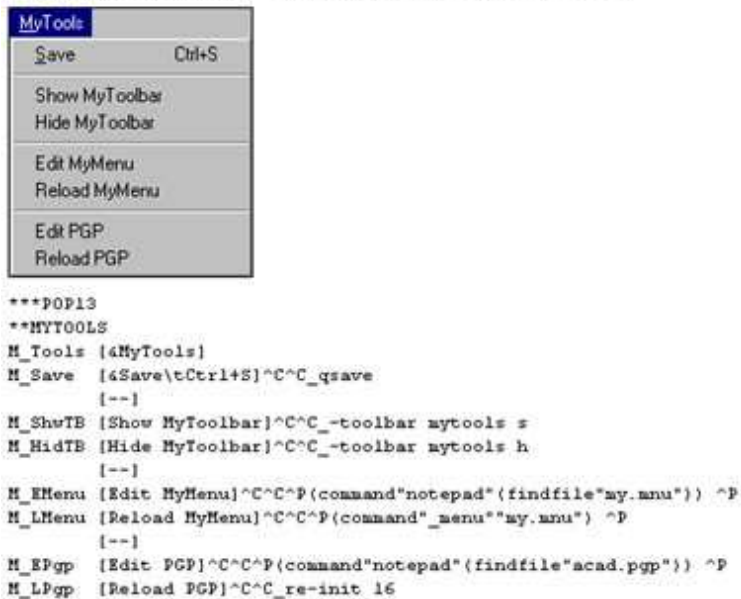 MyTools
Save Ctrl+S
Show MyToolbar
Hide MyToolbar
Edit MyMenu
Reload MyMenu
Edit PGP
Reload PGP
***POP13
**MYTOOLS
M_Tools [&MyTools]
M_Save [&Save\tCtrl+S]^C^C_qsave
[--]
M_ShwTB [Show MyToolbar]^C^C_-toolbar mytools s
M_HidTB [Hide MyToolbar]^C^C_-toolbar mytools h
[--]
M_EMenu [Edit MyMenu]^C^C^P(command"notepad"(findfile"my.mnu")) ^P
M_LMenu [Reload MyMenu]^C^C^P(command"_menu""my.mnu") ^P
[--]
M_EPgp [Edit PGP]^C^C^P(command"notepad"(findfile"acad.pgp")) ^P
M_LPgp [Reload PGP]^C^C_re-init 16